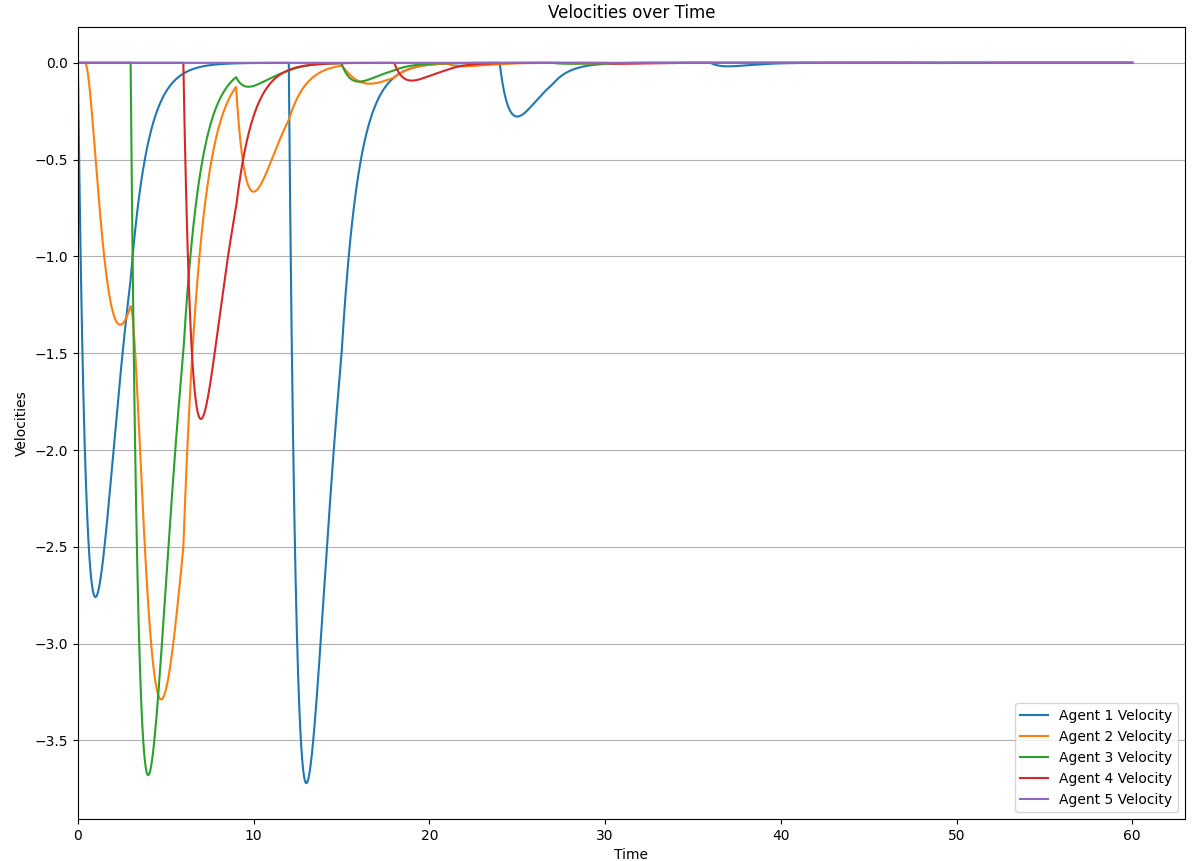 Velocities over Time
Velocities
0.0
−0.5
−1.0
−1.5
−2.0
−2.5
−3.0
−3.5
0 10 20 30 40 50 60
Time
Agent 1 Velocity
Agent 2 Velocity
Agent 3 Velocity
Agent 4 Velocity
Agent 5 Velocity